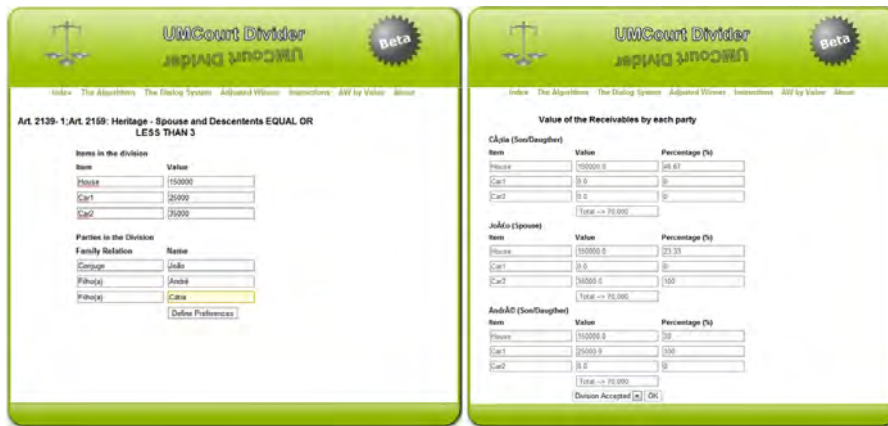 UMCourt Divider
UMCourt Divider
Beta
Index The Algorithms The Dialog System Adjusted Winner Instructions AW by Value About
Art. 2139- 1;Art. 2159: Heritage - Spouse and Descentents EQUAL OR
LESS THAN 3
Items in the division
Item Value
House 150000
Car1 25000
Car2 35000
Parties in the Division
Family Relation Name
Conjuge João
Filho(a) André
Filho(a) Cátia
Define Preferences
UMCourt Divider
UMCourt Divider
Beta
Index The Algorithms The Dialog System Adjusted Winner Instructions AW by Value About
Value of the Receivables by each party
CÃ¡tia (Son/Daugther)
Item Value Percentage (%)
House 150000.0 46.67
Car1 0.0 0
Car2 0.0 0
Total --> 70.000
JoÃ£o (Spouse)
Item Value Percentage (%)
House 150000.0 23.33
Car1 0.0 0
Car2 35000.0 100
Total --> 70.000
AndrÃ© (Son/Daugther)
Item Value Percentage (%)
House 150000.0 30
Car1 25000.0 100
Car2 0.0 0
Total --> 70.000
Division Accepted OK